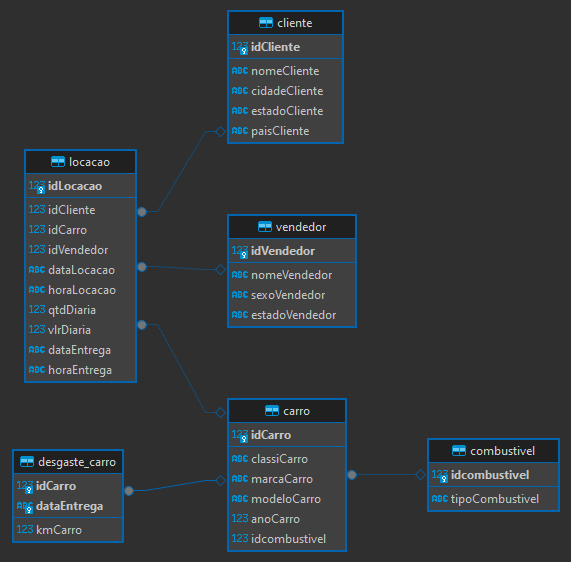 cliente
123 idCliente
ABC nomeCliente
ABC cidadeCliente
ABC estadoCliente
ABC paisCliente
locacao
123 idLocacao
123 idCliente
123 idCarro
123 idVendedor
ABC dataLocacao
ABC horaLocacao
123 qtdDiaria
123 vlrDiaria
ABC dataEntrega
ABC horaEntrega
vendedor
123 idVendedor
ABC nomeVendedor
ABC sexoVendedor
ABC estadoVendedor
carro
123 idCarro
ABC classiCarro
ABC marcaCarro
ABC modeloCarro
123 anoCarro
123 idcombustivel
desgaste_carro
123 idCarro
ABC dataEntrega
123 kmCarro
combustivel
123 idcombustivel
ABC tipoCombustivel